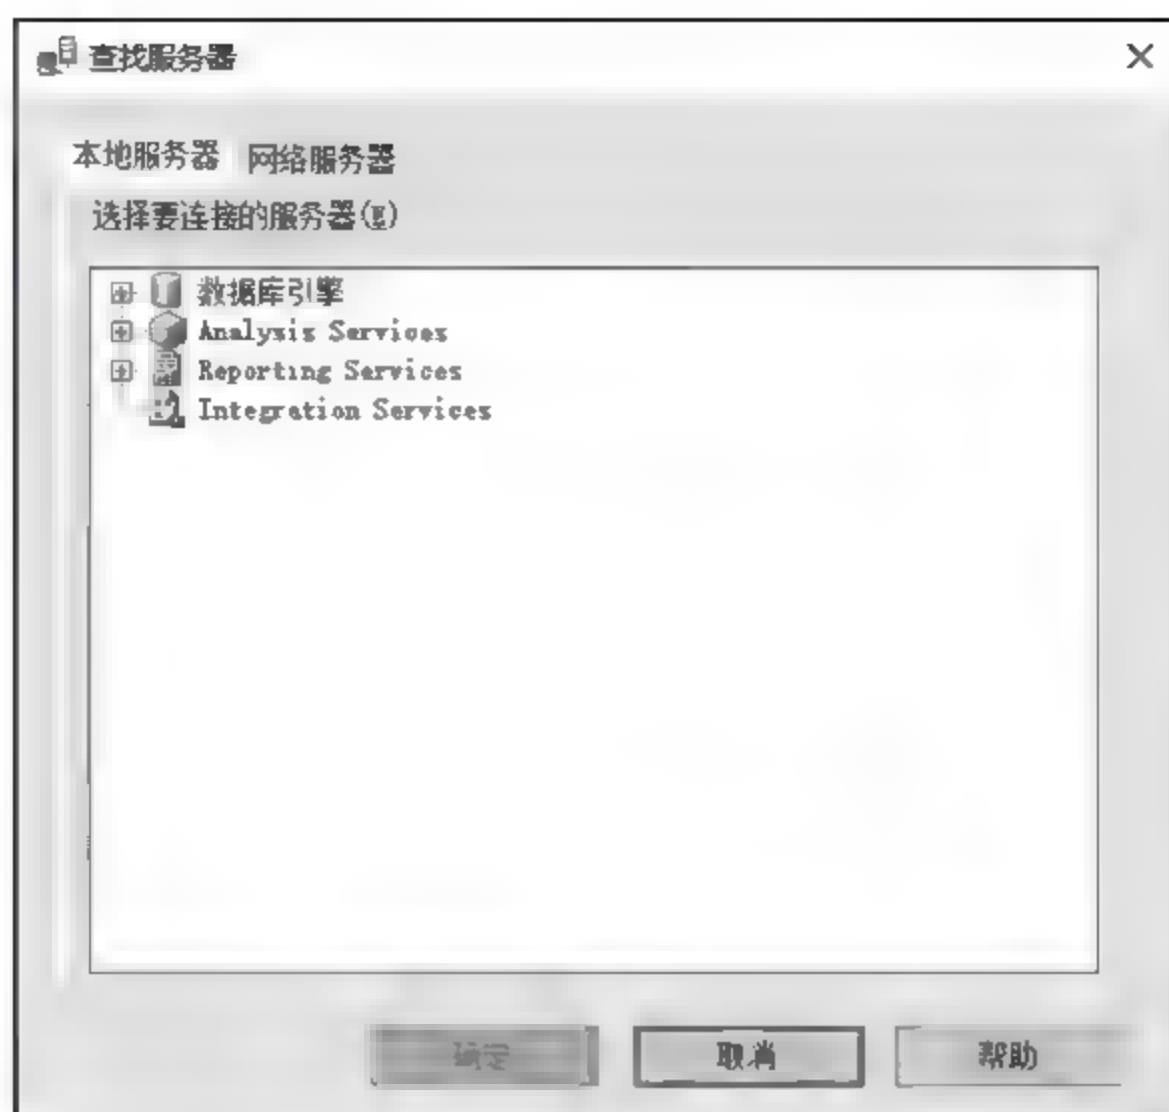 查找服务器
本地服务器 网络服务器
选择要连接的服务器(E)
数据库引擎
Analysis Services
Reporting Services
Integration Services
确定 取消 帮助